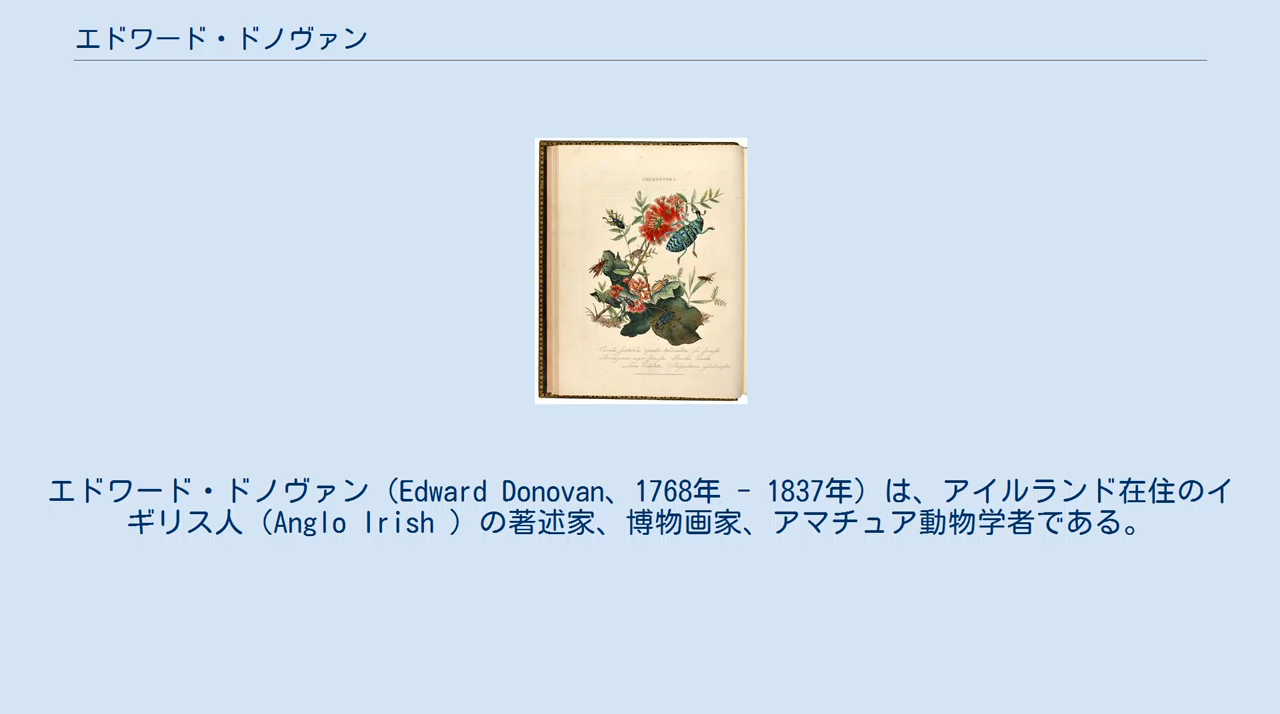 エドワード・ドノヴァン
エドワード・ドノヴァン（Edward Donovan、1768年 - 1837年）は、アイルランド在住のイ
ギリス人（Anglo Irish ）の著述家、博物画家、アマチュア動物学者である。